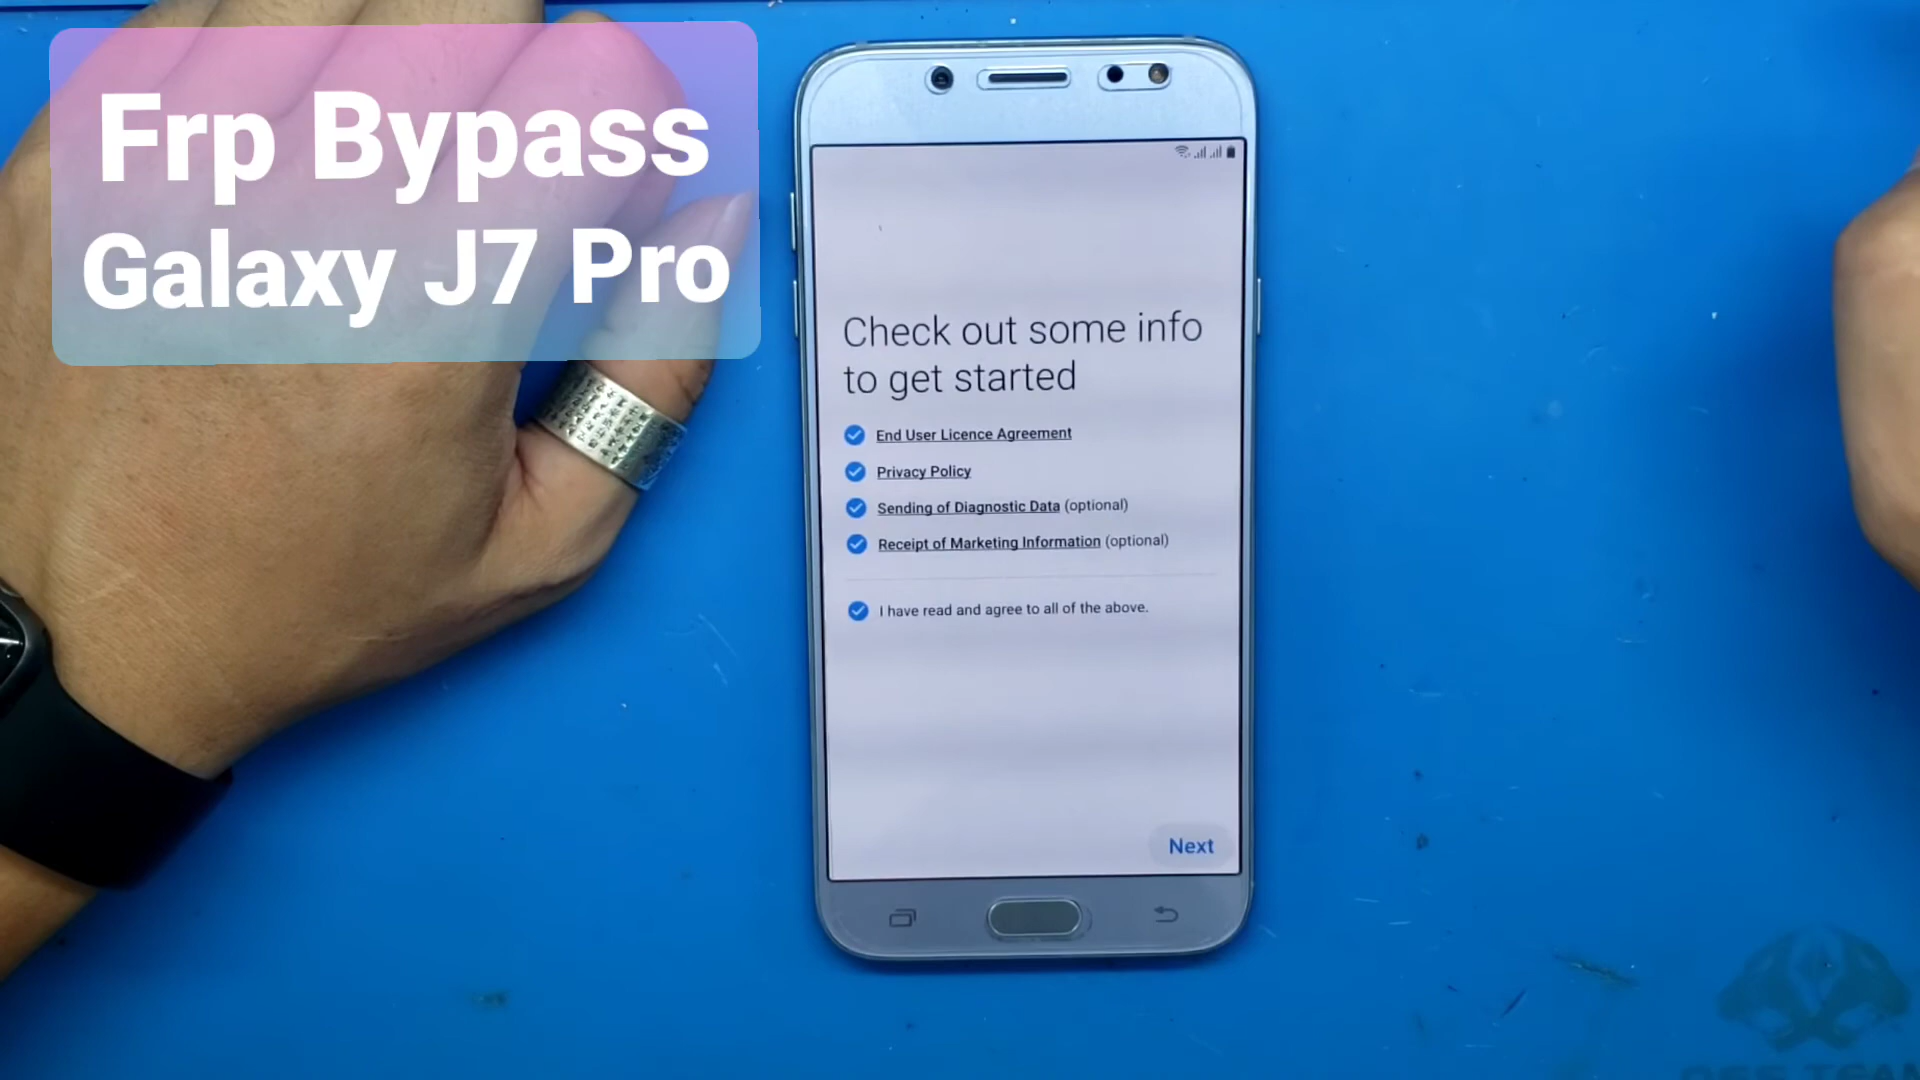 Frp Bypass
Galaxy J7 Pro
Check out some info
to get started
End User Licence Agreement
Privacy Policy
Sending of Diagnostic Data (optional)
Receipt of Marketing Information (optional)
I have read and agree to all of the above.
Next
TEAM